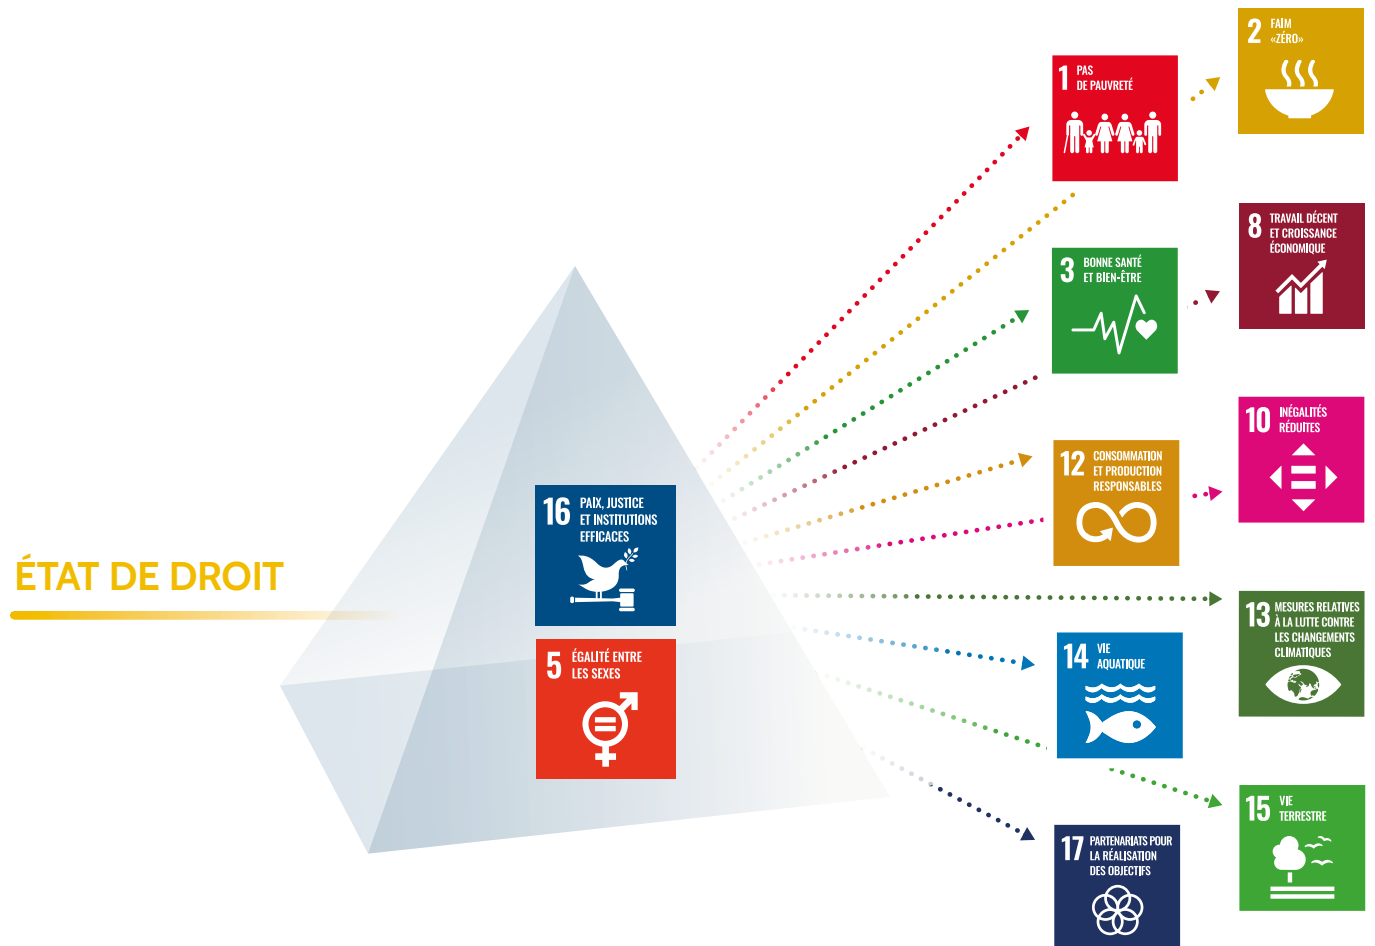 ÉTAT DE DROIT
16 PAIX, JUSTICE
ET INSTITUTIONS
EFFICACES
5 ÉGALITÉ ENTRE
LES SEXES
1 PAS
DE PAUVRETÉ
2 FAIM
«ZÉRO»
3 BONNE SANTÉ
ET BIEN-ÊTRE
8 TRAVAIL DÉCENT
ET CROISSANCE
ÉCONOMIQUE
12 CONSOMMATION
ET PRODUCTION
RESPONSABLES
10 INÉGALITÉS
RÉDUITES
13 MESURES RELATIVES
À LA LUTTE CONTRE
LES CHANGEMENTS
CLIMATIQUES
14 VIE
AQUATIQUE
15 VIE
TERRESTRE
17 PARTENARIATS POUR
LA RÉALISATION
DES OBJECTIFS